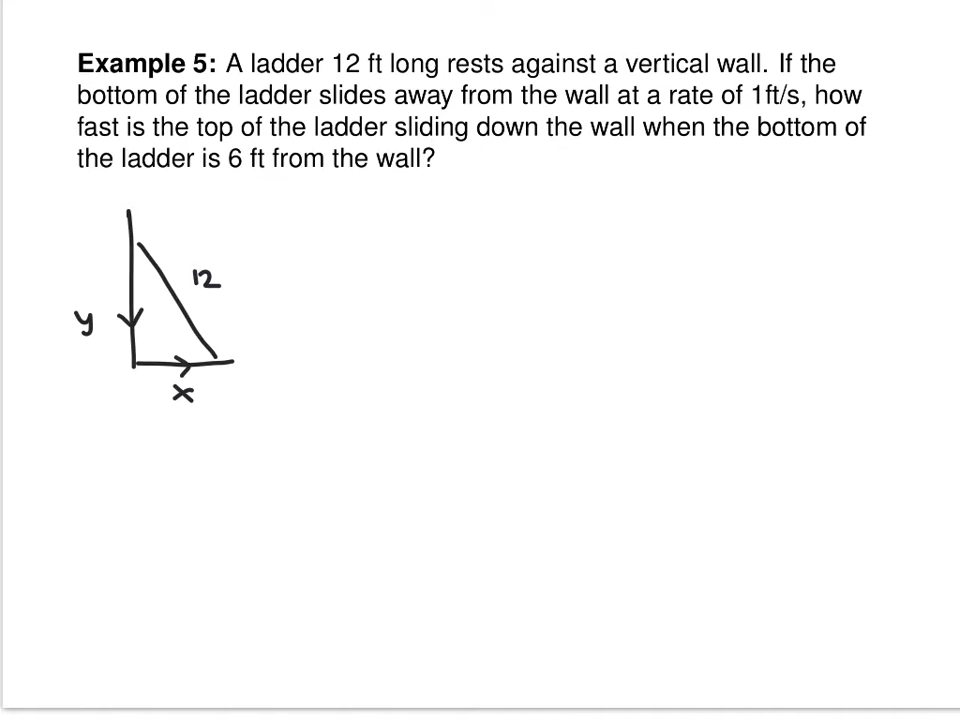 Example 5: A ladder 12 ft long rests against a vertical wall. If the
bottom of the ladder slides away from the wall at a rate of 1ft/s, how
fast is the top of the ladder sliding down the wall when the bottom of
the ladder is 6 ft from the wall?
12
y
x